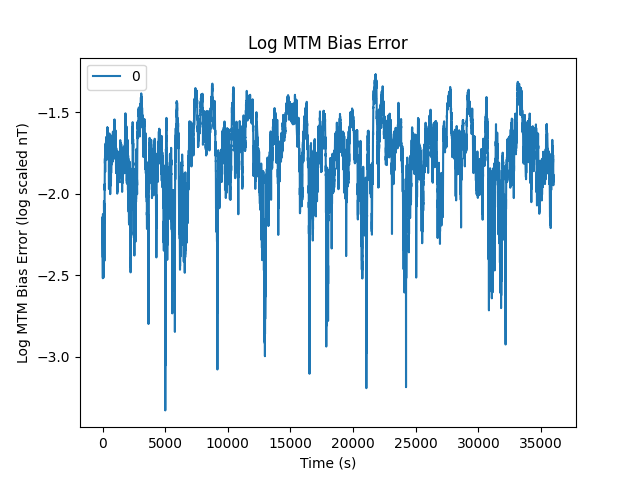 Log MTM Bias Error
0
Log MTM Bias Error (log scaled nT)
−1.5
−2.0
−2.5
−3.0
0 5000 10000 15000 20000 25000 30000 35000
Time (s)